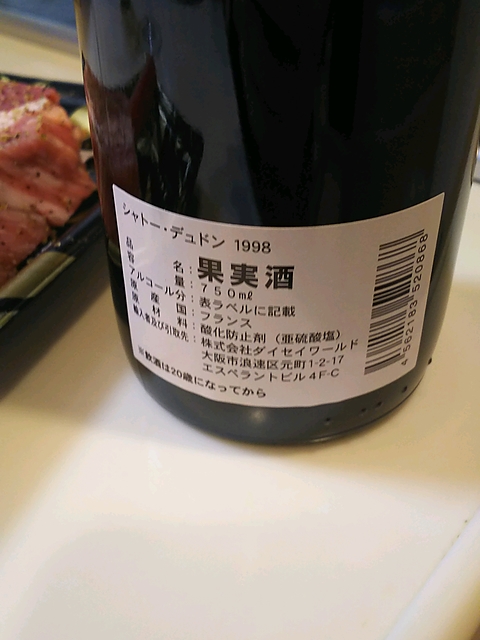 シャトー・デュドン 1998
品名：果実酒
容量：750ml
アルコール分：表ラベルに記載
原産国：フランス
原材料：酸化防止剤（亜硫酸塩）
輸入者及び引取先：株式会社ダイセイワールド
大阪市浪速区元町1-2-17
エスペラントビル4F-C
※飲酒は20歳になってから
4562183520868